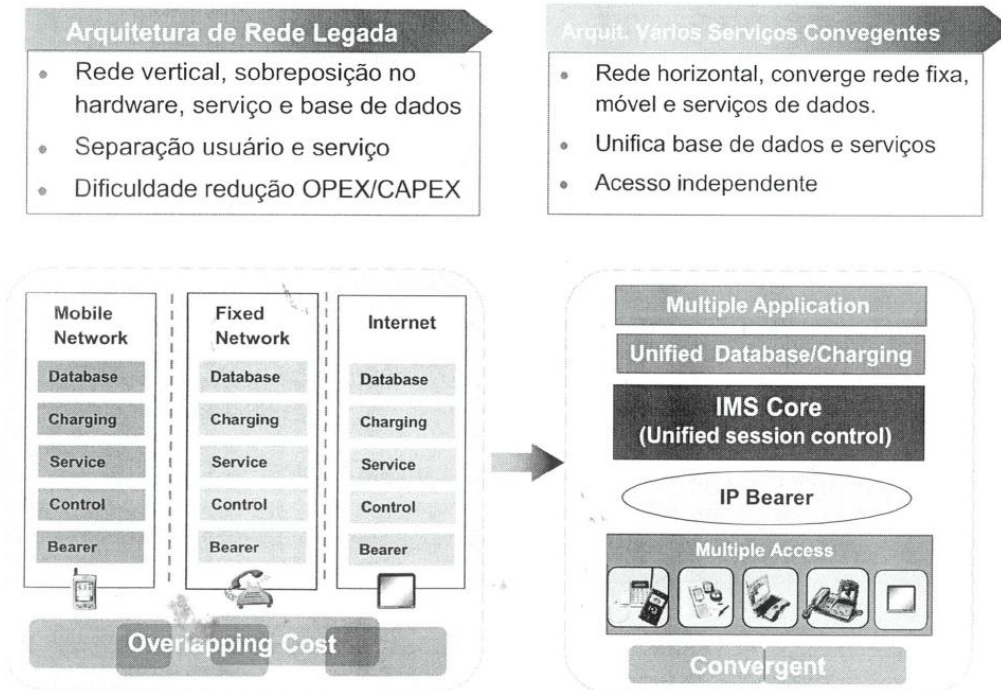 Arquitetura de Rede Legada
• Rede vertical, sobreposição no
hardware, serviço e base de dados
• Separação usuário e serviço
• Dificuldade redução OPEX/CAPEX
Arquit. Vários Serviços Convegentes
• Rede horizontal, converge rede fixa,
móvel e serviços de dados.
• Unifica base de dados e serviços
• Acesso independente
Mobile
Network
Database
Charging
Service
Control
Bearer
Fixed
Network
Database
Charging
Service
Control
Bearer
Internet
Database
Charging
Service
Control
Bearer
Overlapping Cost
Multiple Application
Unified Database/Charging
IMS Core
(Unified session control)
IP Bearer
Multiple Access
Convergent